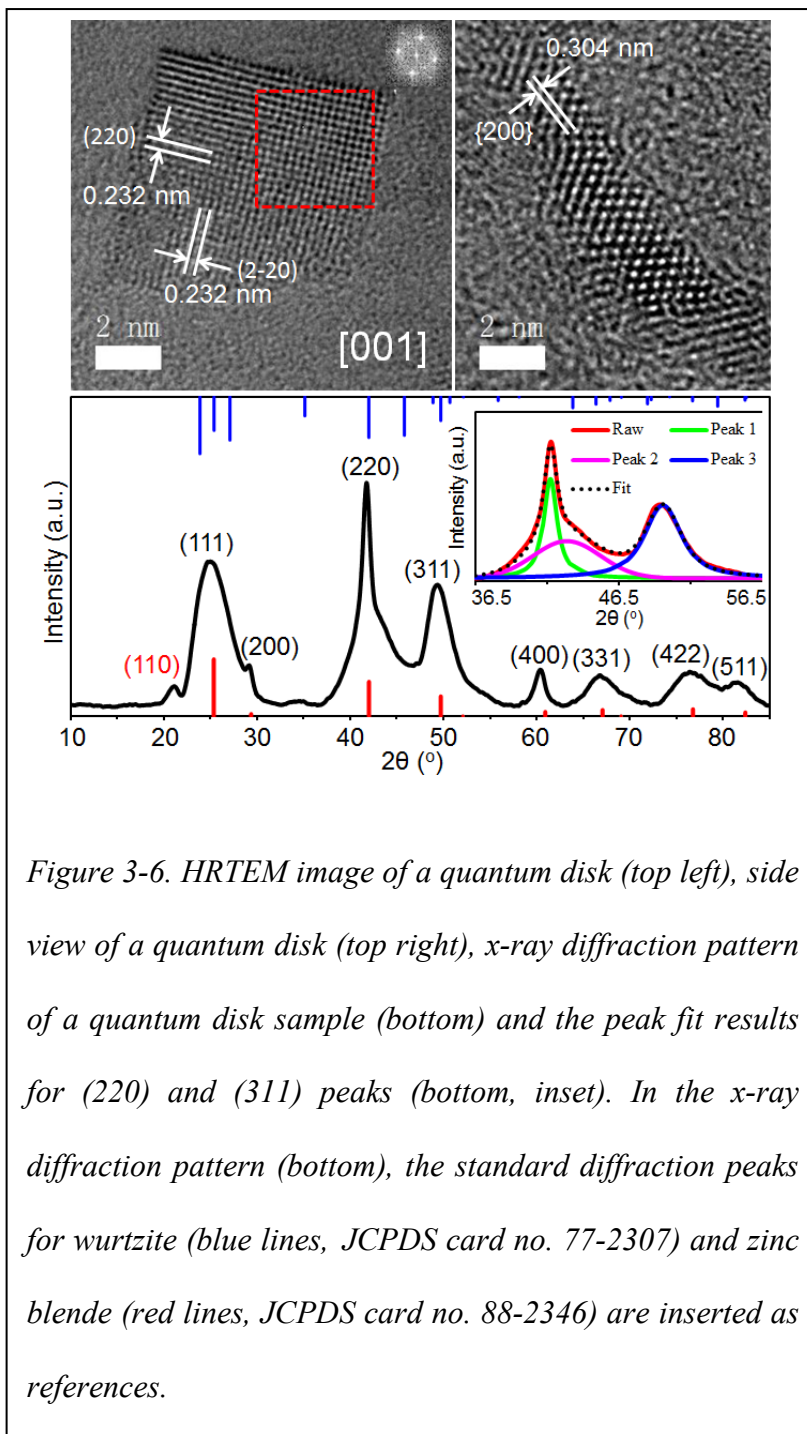 0.304 nm
{200}
(220)
0.232 nm
(2-20)
0.232 nm
2 nm
[001]
2 nm
Intensity (a.u.)
(110)
(111)
(200)
(220)
(311)
(400)
(331)
(422)
(511)
10 20 30 40 50 60 70 80
2θ (º)
Intensity (a.u.)
Raw
Peak 1
Peak 2
Peak 3
Fit
36.5 46.5 56.5
2θ (º)
Figure 3-6. HRTEM image of a quantum disk (top left), side
view of a quantum disk (top right), x-ray diffraction pattern
of a quantum disk sample (bottom) and the peak fit results
for (220) and (311) peaks (bottom, inset). In the x-ray
diffraction pattern (bottom), the standard diffraction peaks
for wurtzite (blue lines, JCPDS card no. 77-2307) and zinc
blende (red lines, JCPDS card no. 88-2346) are inserted as
references.